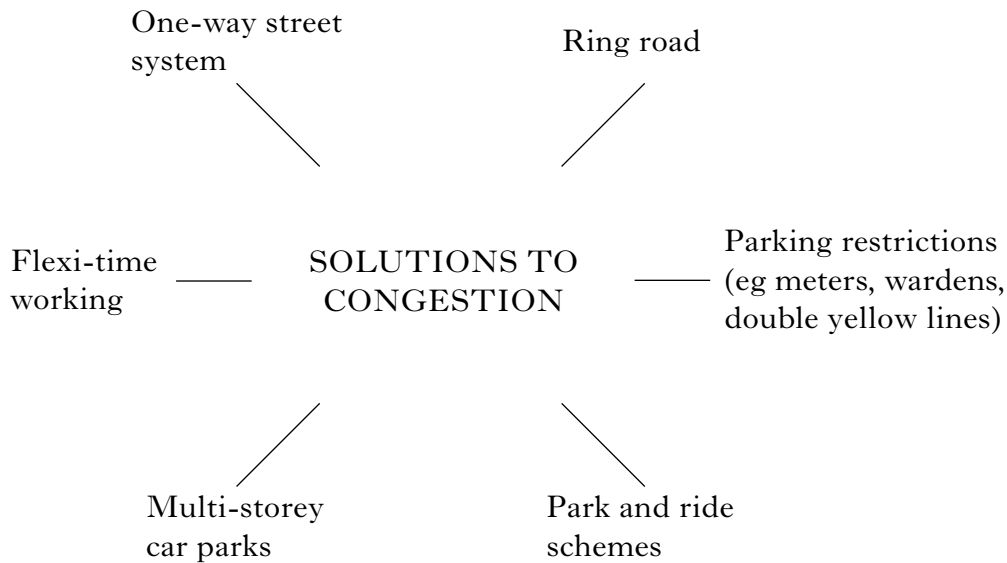 One-way street
system
Ring road
Flexi-time
working
SOLUTIONS TO
CONGESTION
Parking restrictions
(eg meters, wardens,
double yellow lines)
Multi-storey
car parks
Park and ride
schemes